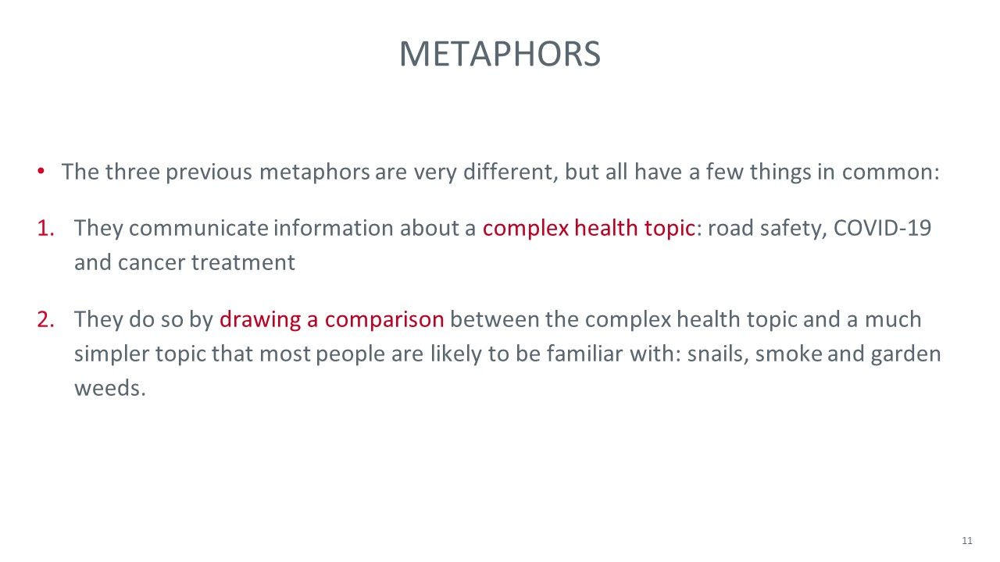 METAPHORS
• The three previous metaphors are very different, but all have a few things in common:
1. They communicate information about a complex health topic: road safety, COVID-19
and cancer treatment
2. They do so by drawing a comparison between the complex health topic and a much
simpler topic that most people are likely to be familiar with: snails, smoke and garden
weeds.
11